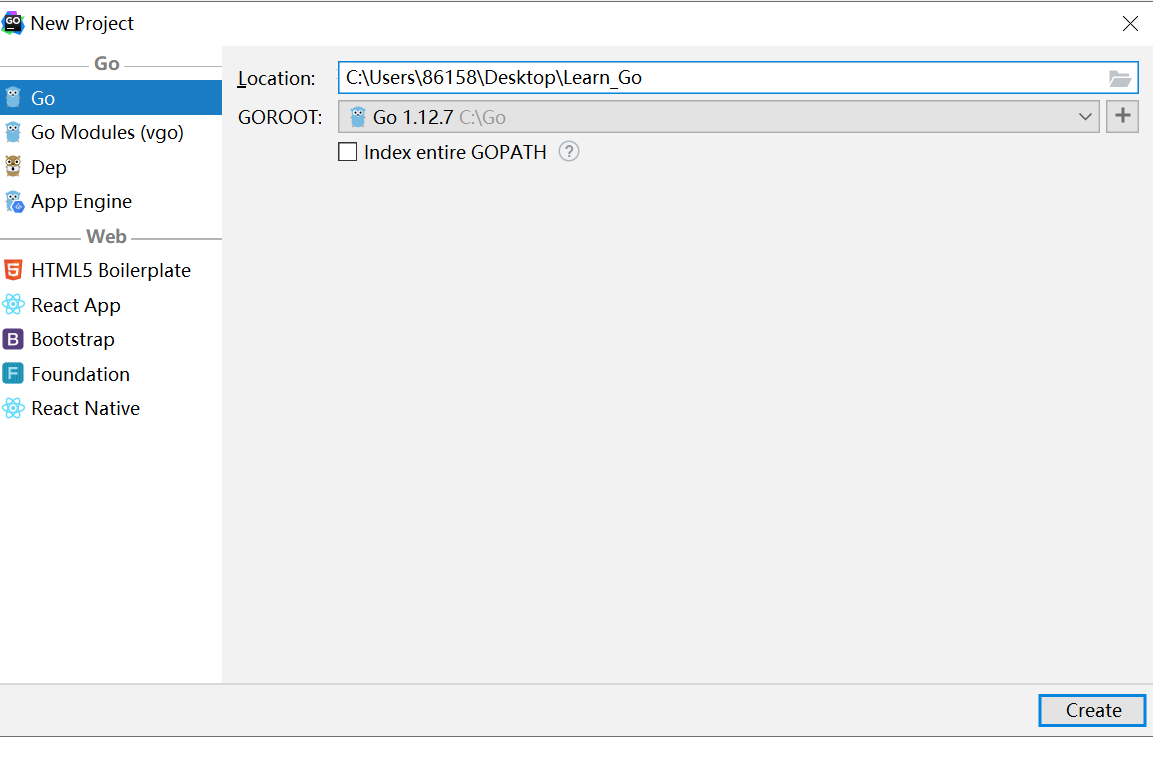 New Project
Go
Go
Go Modules (vgo)
Dep
App Engine
Web
HTML5 Boilerplate
React App
Bootstrap
Foundation
React Native
Location: C:\Users\86158\Desktop\Learn_Go
GOROOT: Go 1.12.7 C:\Go
Index entire GOPATH ?
Create